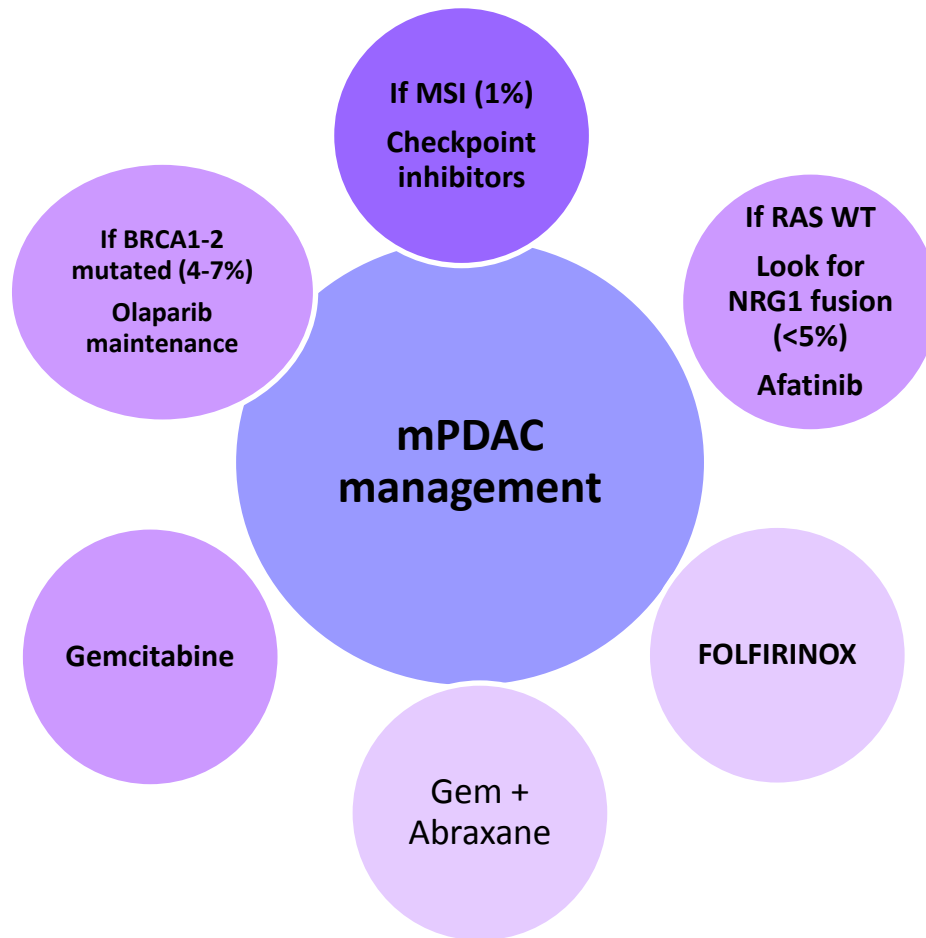 If MSI (1%)
Checkpoint
inhibitors
If RAS WT
Look for
NRG1 fusion
(<5%)
Afatinib
If BRCA1-2
mutated (4-7%)
Olaparib
maintenance
mPDAC
management
Gemcitabine
FOLFIRINOX
Gem +
Abraxane